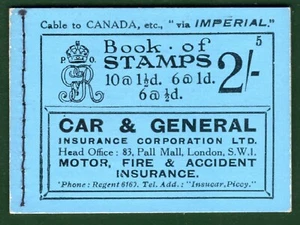 Cable to CANADA, etc., "via IMPERIAL."
Book of
STAMPS
5
P. O.
GR
10 @ 1½d. 6 @ 1d.
6 @ ½d.
2/-
CAR & GENERAL
INSURANCE CORPORATION LTD.
Head Office: 83, Pall Mall, London, S.W.1.
MOTOR, FIRE & ACCIDENT
INSURANCE.
'Phone: Regent 6160. Tel. Add.: "Insucar, Piccy."